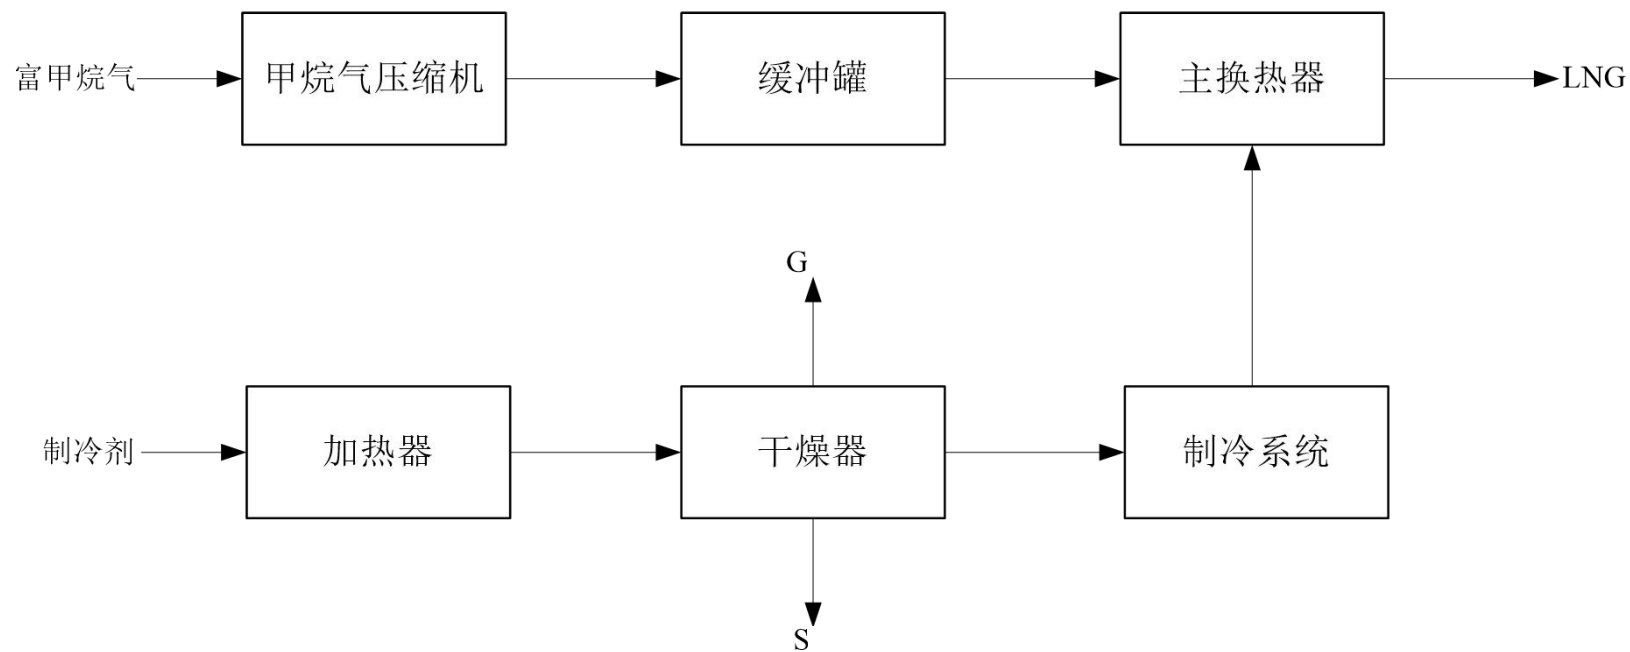 富甲烷气
甲烷气压缩机
缓冲罐
主换热器
LNG
G
制冷剂
加热器
干燥器
制冷系统
S